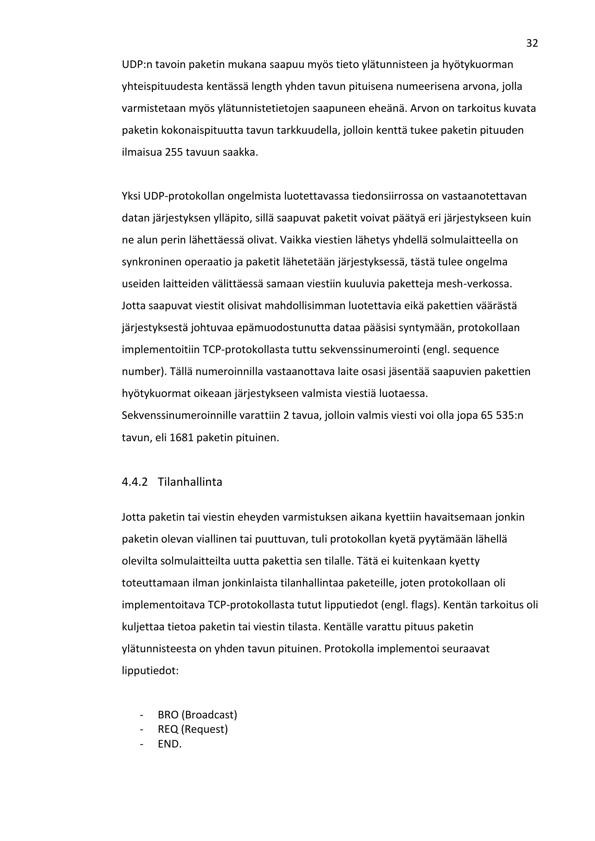 32
UDP:n tavoin paketin mukana saapuu myös tieto ylätunnisteen ja hyötykuorman
yhteispituudesta kentässä length yhden tavun pituisena numeerisena arvona, jolla
varmistetaan myös ylätunnistetietojen saapuneen eheänä. Arvon on tarkoitus kuvata
paketin kokonaispituutta tavun tarkkuudella, jolloin kenttä tukee paketin pituuden
ilmaisua 255 tavuun saakka.
Yksi UDP-protokollan ongelmista luotettavassa tiedonsiirrossa on vastaanotettavan
datan järjestyksen ylläpito, sillä saapuvat paketit voivat päätyä eri järjestykseen kuin
ne alun perin lähettäessä olivat. Vaikka viestien lähetys yhdellä solmulaitteella on
synkroninen operaatio ja paketit lähetetään järjestyksessä, tästä tulee ongelma
useiden laitteiden välittäessä samaan viestiin kuuluvia paketteja mesh-verkossa.
Jotta saapuvat viestit olisivat mahdollisimman luotettavia eikä pakettien väärästä
järjestyksestä johtuvaa epämuodostunutta dataa pääsisi syntymään, protokollaan
implementoitiin TCP-protokollasta tuttu sekvenssinumerointi (engl. sequence
number). Tällä numeroinnilla vastaanottava laite osasi jäsentää saapuvien pakettien
hyötykuormat oikeaan järjestykseen valmista viestiä luotaessa.
Sekvenssinumeroinnille varattiin 2 tavua, jolloin valmis viesti voi olla jopa 65 535:n
tavun, eli 1681 paketin pituinen.
4.4.2 Tilanhallinta
Jotta paketin tai viestin eheyden varmistuksen aikana kyettiin havaitsemaan jonkin
paketin olevan viallinen tai puuttuvan, tuli protokollan kyetä pyytämään lähellä
olevilta solmulaitteilta uutta pakettia sen tilalle. Tätä ei kuitenkaan kyetty
toteuttamaan ilman jonkinlaista tilanhallintaa paketeille, joten protokollaan oli
implementoitava TCP-protokollasta tutut lipputiedot (engl. flags). Kentän tarkoitus oli
kuljettaa tietoa paketin tai viestin tilasta. Kentälle varattu pituus paketin
ylätunnisteesta on yhden tavun pituinen. Protokolla implementoi seuraavat
lipputiedot:
- BRO (Broadcast)
- REQ (Request)
- END.